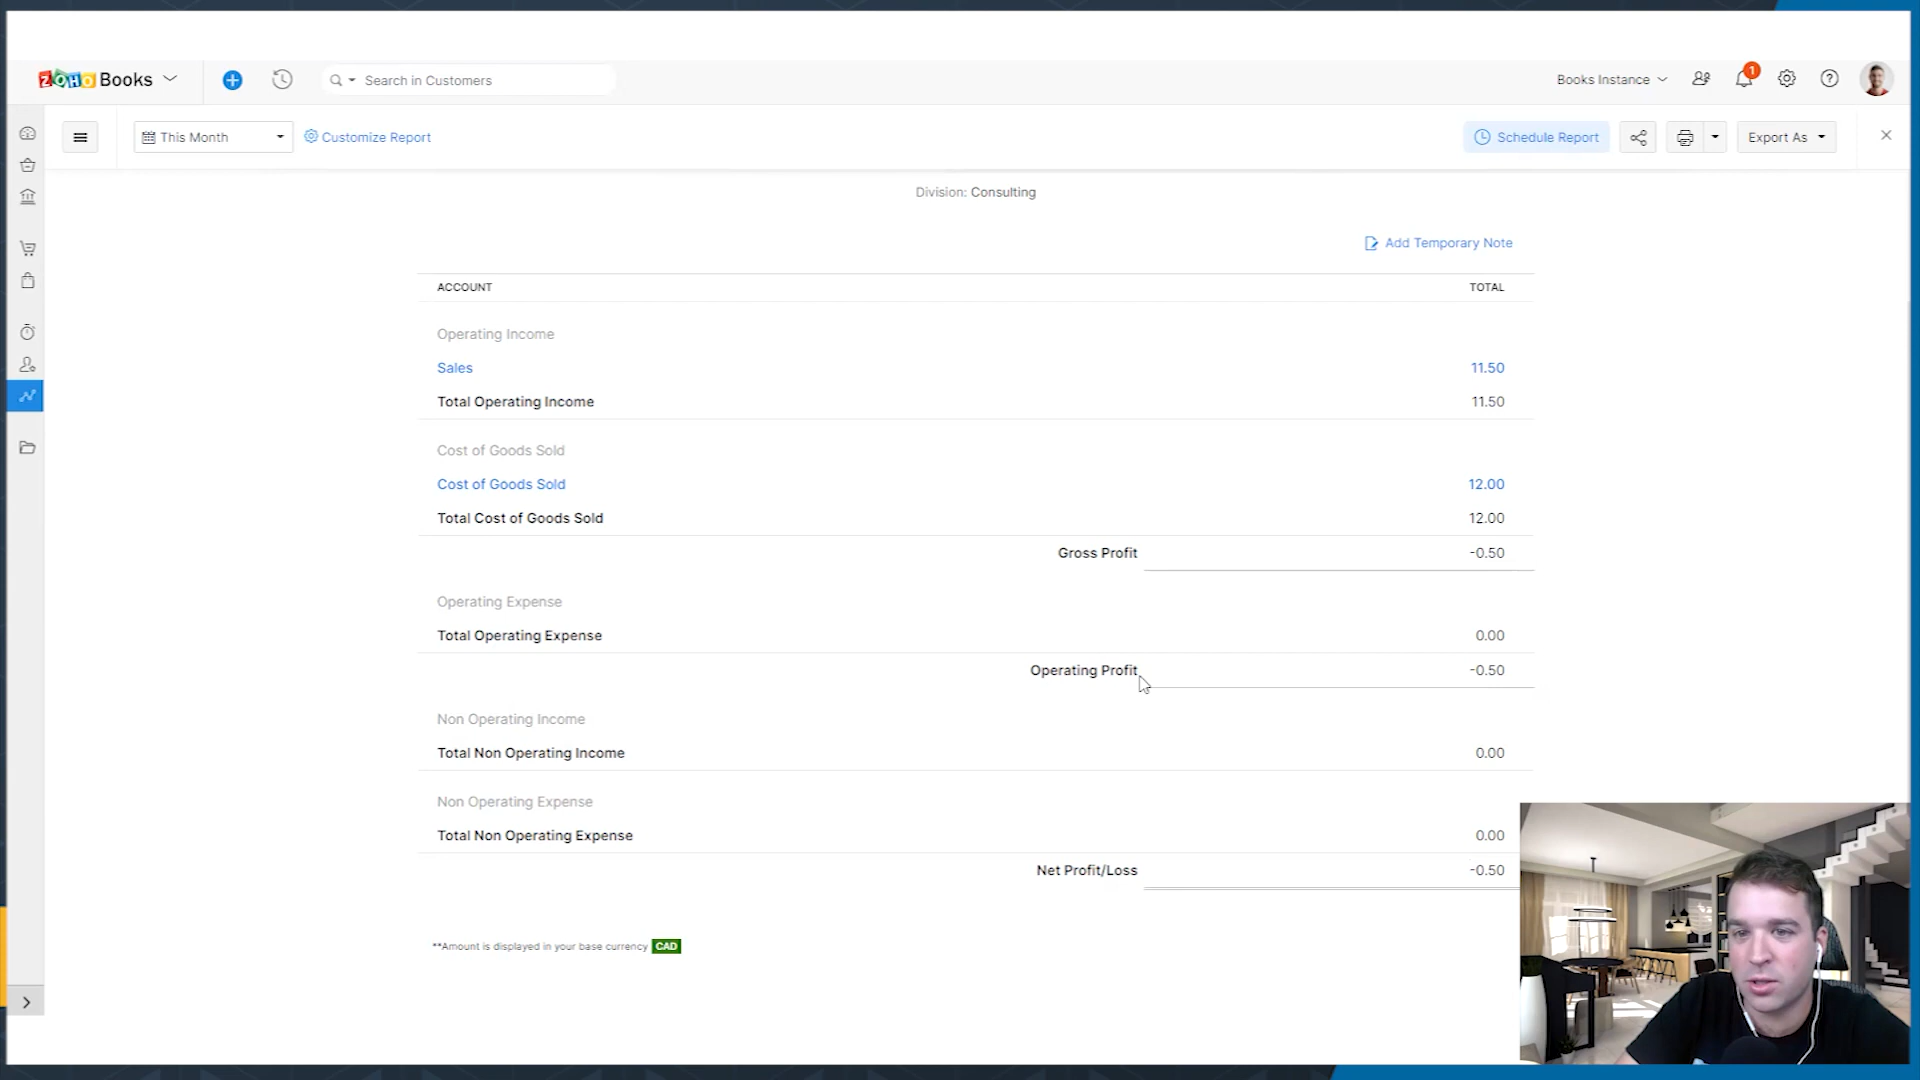 ZOHO Books
Search in Customers
Books Instance
1
This Month
Customize Report
Schedule Report
Export As
Division: Consulting
Add Temporary Note
ACCOUNT TOTAL
Operating Income
Sales 11.50
Total Operating Income 11.50
Cost of Goods Sold
Cost of Goods Sold 12.00
Total Cost of Goods Sold 12.00
Gross Profit -0.50
Operating Expense
Total Operating Expense 0.00
Operating Profit -0.50
Non Operating Income
Total Non Operating Income 0.00
Non Operating Expense
Total Non Operating Expense 0.00
Net Profit/Loss -0.50
**Amount is displayed in your base currency CAD